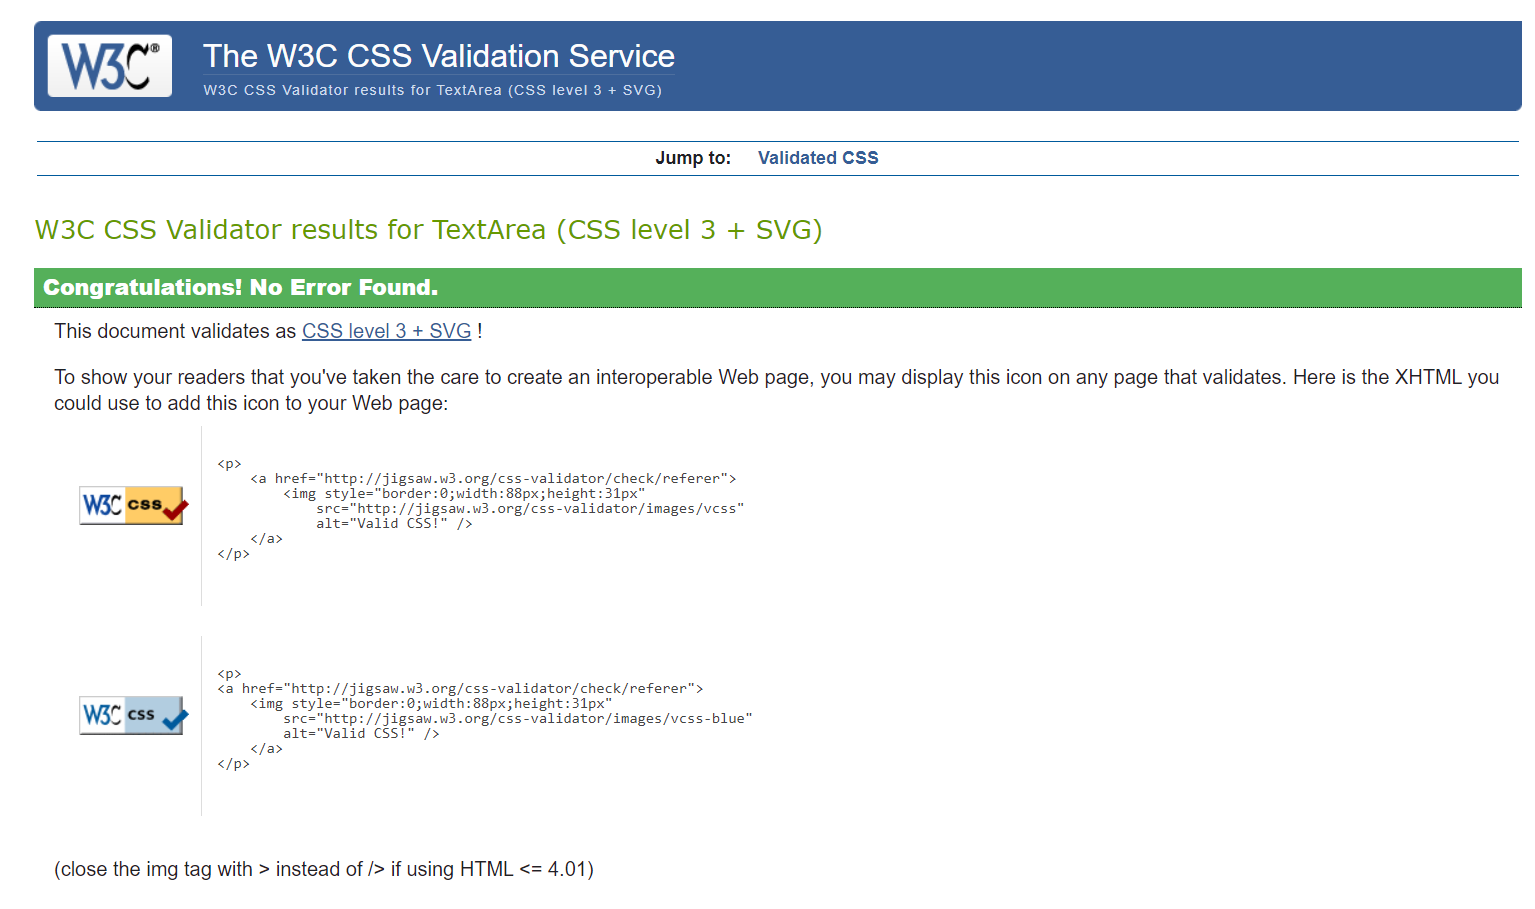 W3C® The W3C CSS Validation Service
W3C CSS Validator results for TextArea (CSS level 3 + SVG)
Jump to: Validated CSS
W3C CSS Validator results for TextArea (CSS level 3 + SVG)
Congratulations! No Error Found.
This document validates as CSS level 3 + SVG !
To show your readers that you've taken the care to create an interoperable Web page, you may display this icon on any page that validates. Here is the XHTML you
could use to add this icon to your Web page:
W3C css
<p>
    <a href="http://jigsaw.w3.org/css-validator/check/referer">
        <img style="border:0;width:88px;height:31px"
            src="http://jigsaw.w3.org/css-validator/images/vcss"
            alt="Valid CSS!" />
    </a>
</p>
W3C css
<p>
<a href="http://jigsaw.w3.org/css-validator/check/referer">
    <img style="border:0;width:88px;height:31px"
        src="http://jigsaw.w3.org/css-validator/images/vcss-blue"
        alt="Valid CSS!" />
    </a>
</p>
(close the img tag with > instead of /> if using HTML <= 4.01)